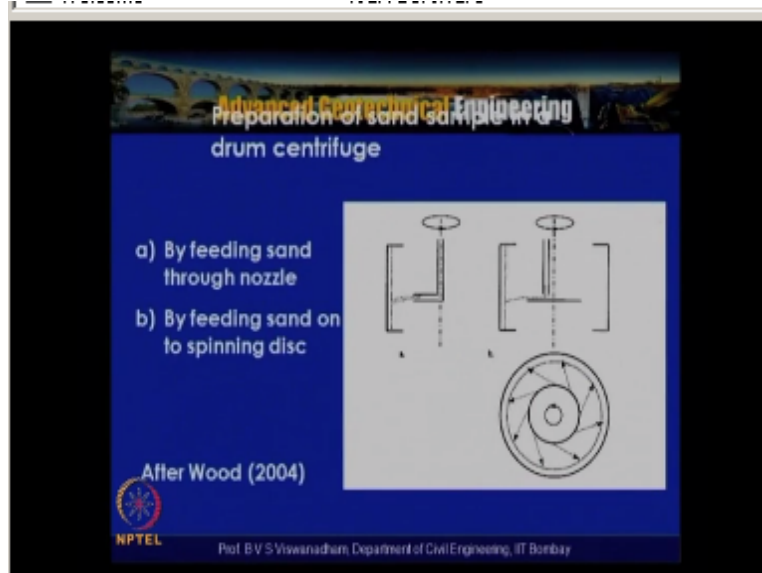 Advanced Geotechnical Engineering
Preparation of sand sample in a
drum centrifuge
a) By feeding sand
through nozzle
b) By feeding sand on
to spinning disc
a.
b.
After Wood (2004)
NPTEL
Prof. B V S Viswanadham, Department of Civil Engineering, IIT Bombay